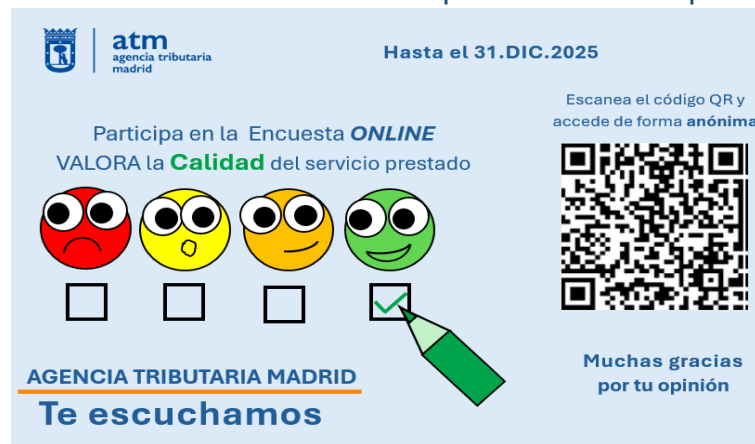 atm
agencia tributaria
madrid
Hasta el 31.DIC.2025
Escanea el código QR y
accede de forma anónima
Participa en la Encuesta ONLINE
VALORA la Calidad del servicio prestado
AGENCIA TRIBUTARIA MADRID
Te escuchamos
Muchas gracias
por tu opinión